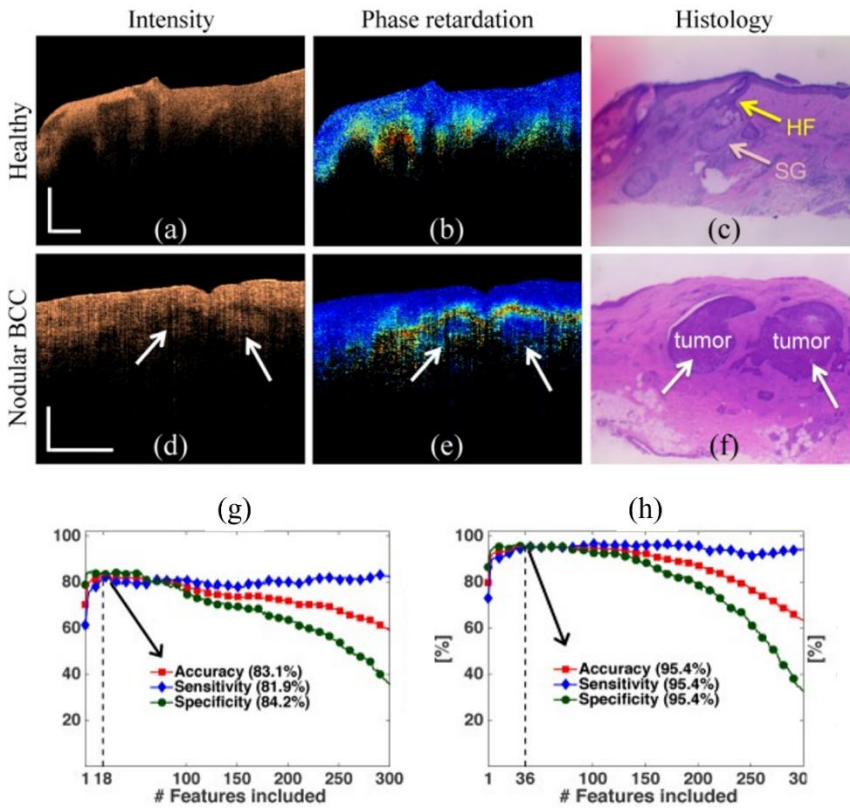 Intensity
Phase retardation
Histology
Healthy
(a)
(b)
HF
SG
(c)
Nodular BCC
(d)
(e)
tumor
tumor
(f)
(g)
(h)
100
80
60
40
20
[%]
Accuracy (83.1%)
Sensitivity (81.9%)
Specificity (84.2%)
1 18 100 150 200 250 300
# Features included
100
80
60
40
20
[%]
Accuracy (95.4%)
Sensitivity (95.4%)
Specificity (95.4%)
1 36 100 150 200 250 30
# Features included